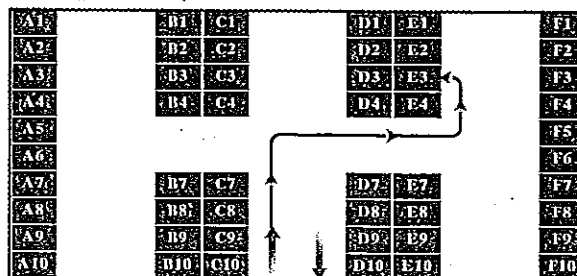 A1 B1 C1 D1 E1 F1
A2 B2 C2 D2 E2 F2
A3 B3 C3 D3 E3 F3
A4 B4 C4 D4 E4 F4
A5 F5
A6 F6
A7 B7 C7 D7 E7 F7
A8 B8 C8 D8 E8 F8
A9 B9 C9 D9 E9 F9
A10 B10 C10 D10 E10 F10